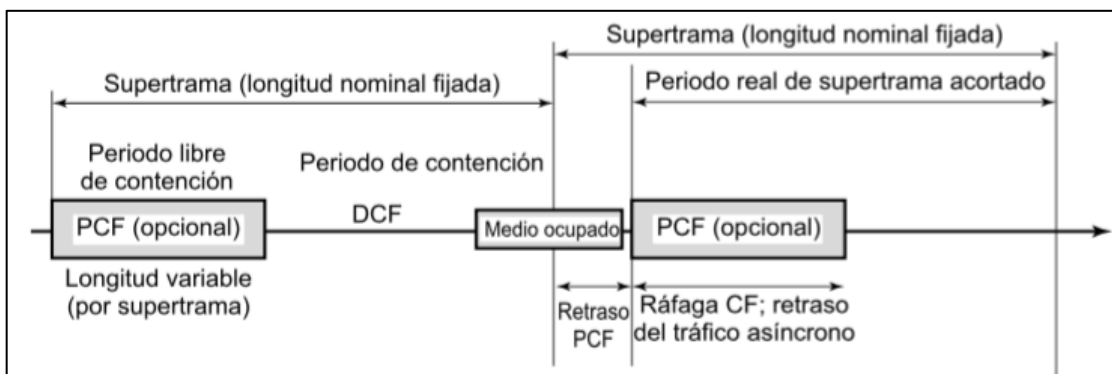 Supertrama (longitud nominal fijada)
Supertrama (longitud nominal fijada)
Periodo real de supertrama acortado
Periodo libre
de contención
Periodo de contención
PCF (opcional)
DCF
Medio ocupado
PCF (opcional)
Longitud variable
(por supertrama)
Retraso
PCF
Ráfaga CF; retraso
del tráfico asíncrono